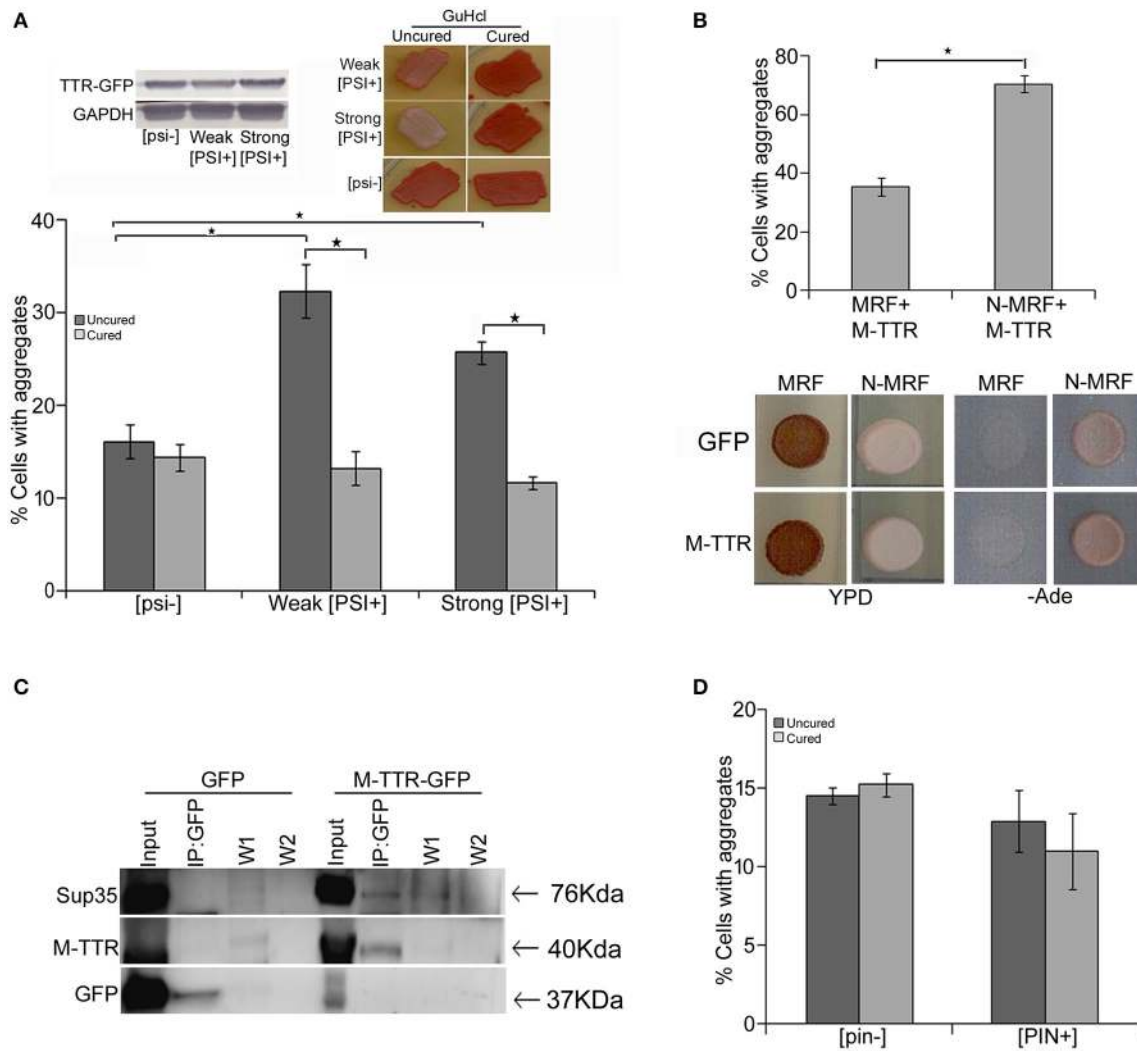 A
GuHcl
Uncured Cured
Weak
[PSI+]
Strong
[PSI+]
[psi-]
TTR-GFP
GAPDH
[psi-] Weak Strong
[PSI+] [PSI+]
40
30
20
10
0
% Cells with aggregates
★
★
★
★
Uncured
Cured
[psi-] Weak [PSI+] Strong [PSI+]
B
80
60
40
20
0
% Cells with aggregates
★
MRF+ N-MRF+
M-TTR M-TTR
MRF N-MRF MRF N-MRF
GFP
M-TTR
YPD -Ade
C
GFP M-TTR-GFP
Input IP:GFP W1 W2 Input IP:GFP W1 W2
Sup35 ← 76Kda
M-TTR ← 40Kda
GFP ← 37KDa
D
20
15
10
5
0
% Cells with aggregates
Uncured
Cured
[pin-] [PIN+]